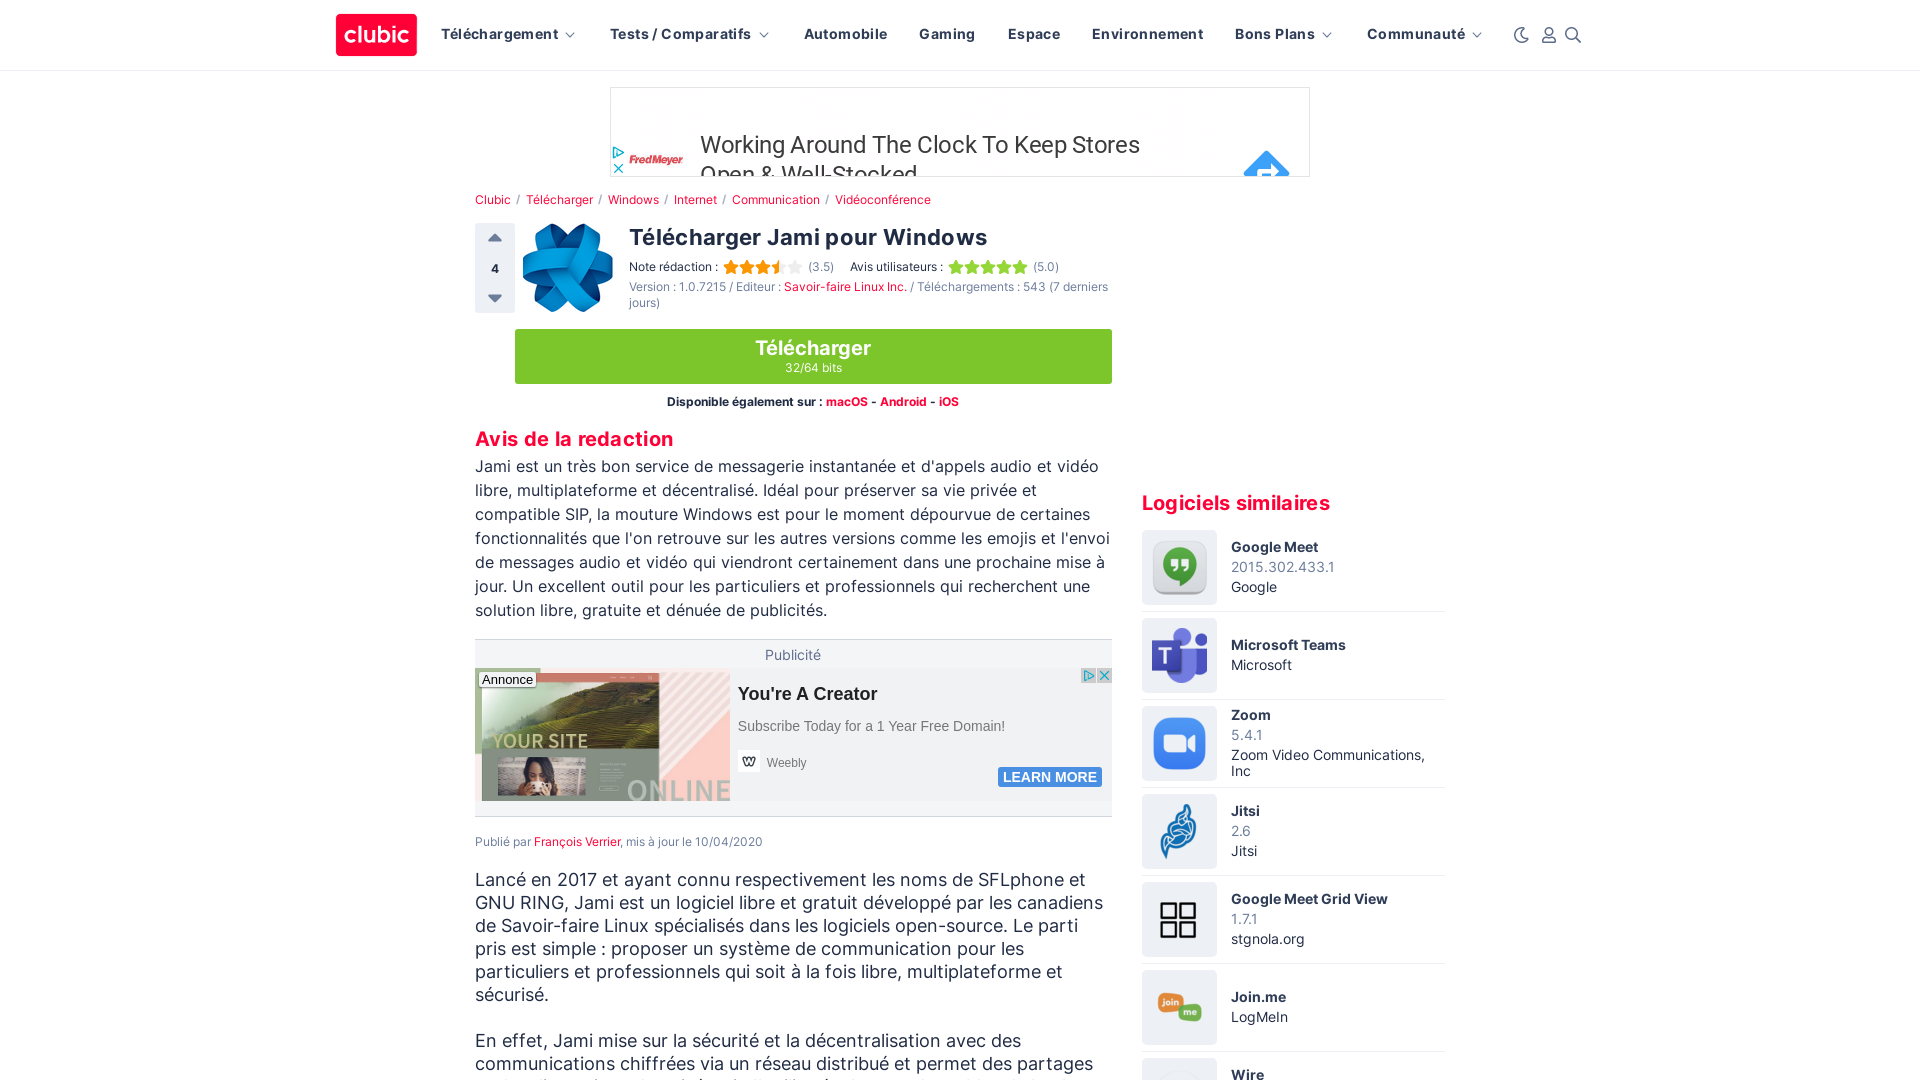 clubic
Téléchargement
Tests / Comparatifs
Automobile
Gaming
Espace
Environnement
Bons Plans
Communauté
Working Around The Clock To Keep Stores
Open & Well-Stocked
FredMeyer
Clubic / Télécharger / Windows / Internet / Communication / Vidéoconférence
4
Télécharger Jami pour Windows
Note rédaction : (3.5) Avis utilisateurs : (5.0)
Version : 1.0.7215 / Editeur : Savoir-faire Linux Inc. / Téléchargements : 543 (7 derniers
jours)
Télécharger
32/64 bits
Disponible également sur : macOS - Android - iOS
Avis de la redaction
Jami est un très bon service de messagerie instantanée et d'appels audio et vidéo
libre, multiplateforme et décentralisé. Idéal pour préserver sa vie privée et
compatible SIP, la mouture Windows est pour le moment dépourvue de certaines
fonctionnalités que l'on retrouve sur les autres versions comme les emojis et l'envoi
de messages audio et vidéo qui viendront certainement dans une prochaine mise à
jour. Un excellent outil pour les particuliers et professionnels qui recherchent une
solution libre, gratuite et dénuée de publicités.
Publicité
Annonce
YOUR SITE
ONLINE
You're A Creator
Subscribe Today for a 1 Year Free Domain!
Weebly
LEARN MORE
Publié par François Verrier, mis à jour le 10/04/2020
Lancé en 2017 et ayant connu respectivement les noms de SFLphone et
GNU RING, Jami est un logiciel libre et gratuit développé par les canadiens
de Savoir-faire Linux spécialisés dans les logiciels open-source. Le parti
pris est simple : proposer un système de communication pour les
particuliers et professionnels qui soit à la fois libre, multiplateforme et
sécurisé.
En effet, Jami mise sur la sécurité et la décentralisation avec des
communications chiffrées via un réseau distribué et permet des partages
Logiciels similaires
Google Meet
2015.302.433.1
Google
Microsoft Teams
Microsoft
Zoom
5.4.1
Zoom Video Communications,
Inc
Jitsi
2.6
Jitsi
Google Meet Grid View
1.7.1
stgnola.org
join
me
Join.me
LogMeIn
Wire